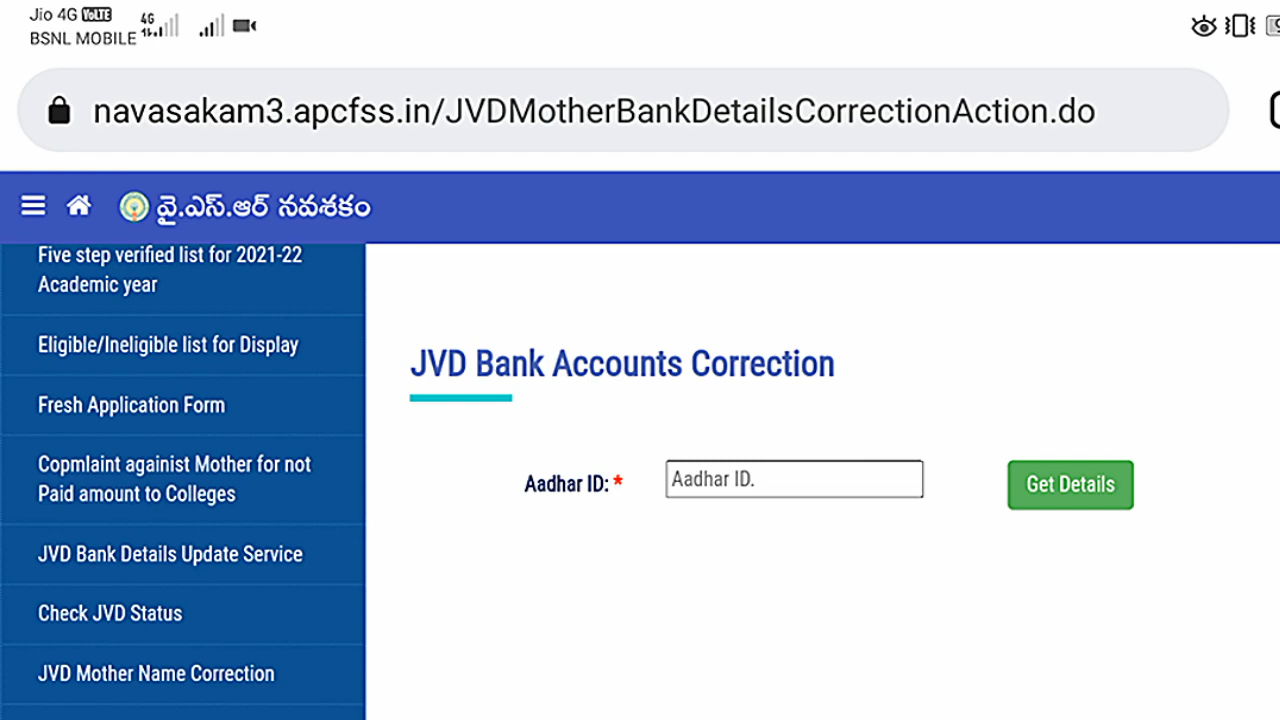 Jio 4G VoLTE
4G
BSNL MOBILE
navasakam3.apcfss.in/JVDMotherBankDetailsCorrectionAction.do
వై.ఎస్.ఆర్ నవశకం
Five step verified list for 2021-22
Academic year
Eligible/Ineligible list for Display
Fresh Application Form
Copmlaint againist Mother for not
Paid amount to Colleges
JVD Bank Details Update Service
Check JVD Status
JVD Mother Name Correction
JVD Bank Accounts Correction
Aadhar ID: *
Aadhar ID.
Get Details